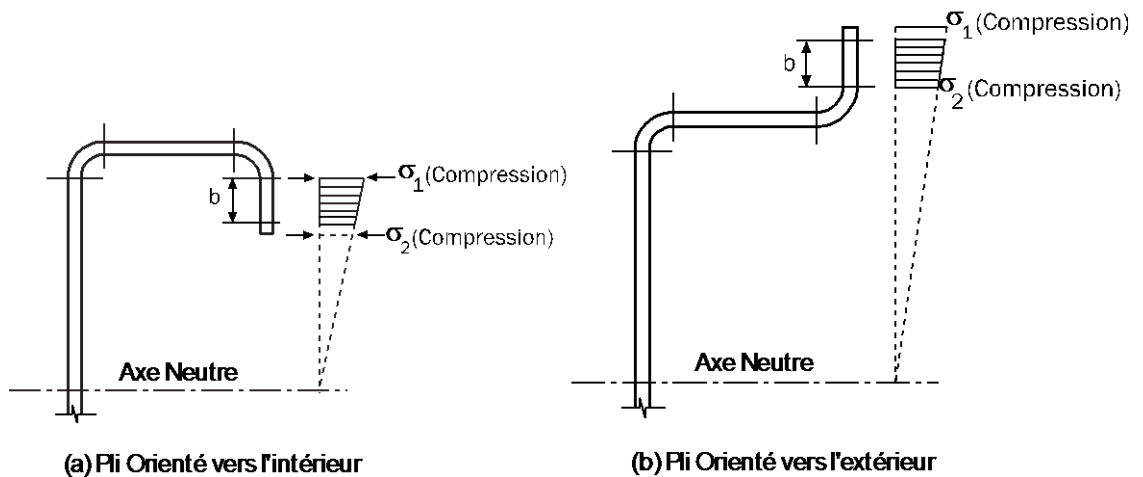 b
σ1 (Compression)
σ2 (Compression)
Axe Neutre
(a) Pli Orienté vers l'intérieur
b
σ1 (Compression)
σ2 (Compression)
Axe Neutre
(b) Pli Orienté vers l'extérieur